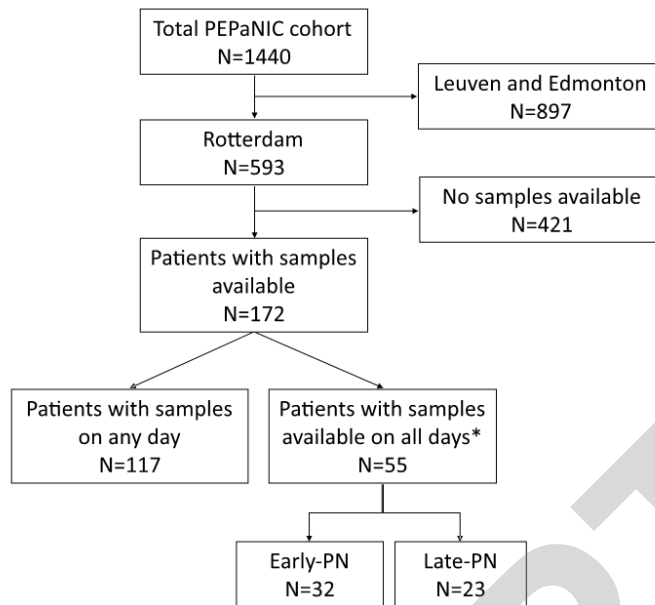 Total PEPaNIC cohort
N=1440
Leuven and Edmonton
N=897
Rotterdam
N=593
No samples available
N=421
Patients with samples
available
N=172
Patients with samples
on any day
N=117
Patients with samples
available on all days*
N=55
Early-PN
N=32
Late-PN
N=23